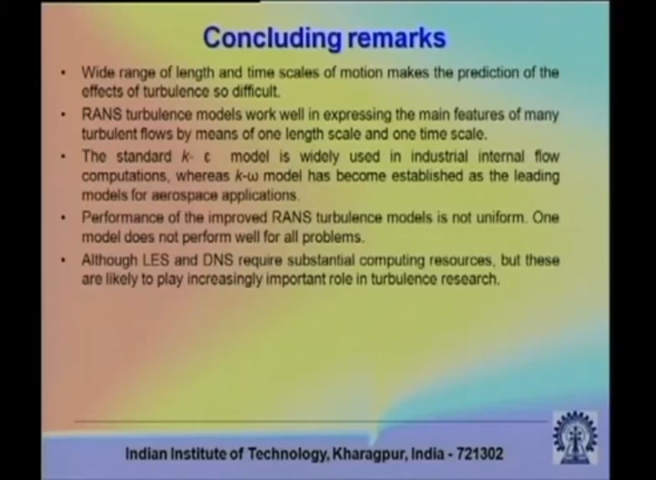 Concluding remarks
• Wide range of length and time scales of motion makes the prediction of the
effects of turbulence so difficult.
• RANS turbulence models work well in expressing the main features of many
turbulent flows by means of one length scale and one time scale.
• The standard k- ε model is widely used in industrial internal flow
computations, whereas k-ω model has become established as the leading
models for aerospace applications.
• Performance of the improved RANS turbulence models is not uniform. One
model does not perform well for all problems.
• Although LES and DNS require substantial computing resources, but these
are likely to play increasingly important role in turbulence research.
Indian Institute of Technology, Kharagpur, India - 721302